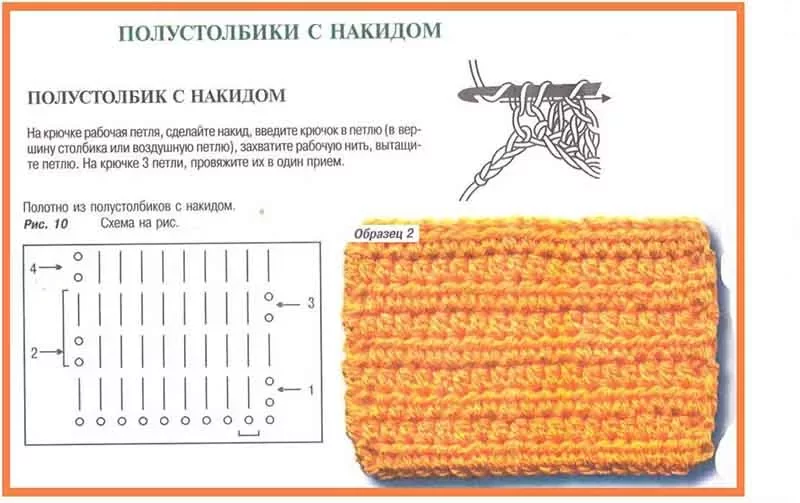 ПОЛУСТОЛБИКИ С НАКИДОМ
ПОЛУСТОЛБИК С НАКИДОМ
На крючке рабочая петля, сделайте накид, введите крючок в петлю (в вер-
шину столбика или воздушную петлю), захватите рабочую нить, вытащи-
те петлю. На крючке 3 петли, провяжите их в один прием.
Полотно из полустолбиков с накидом.
Рис. 10 Схема на рис.
Образец 2
4
3
2
1